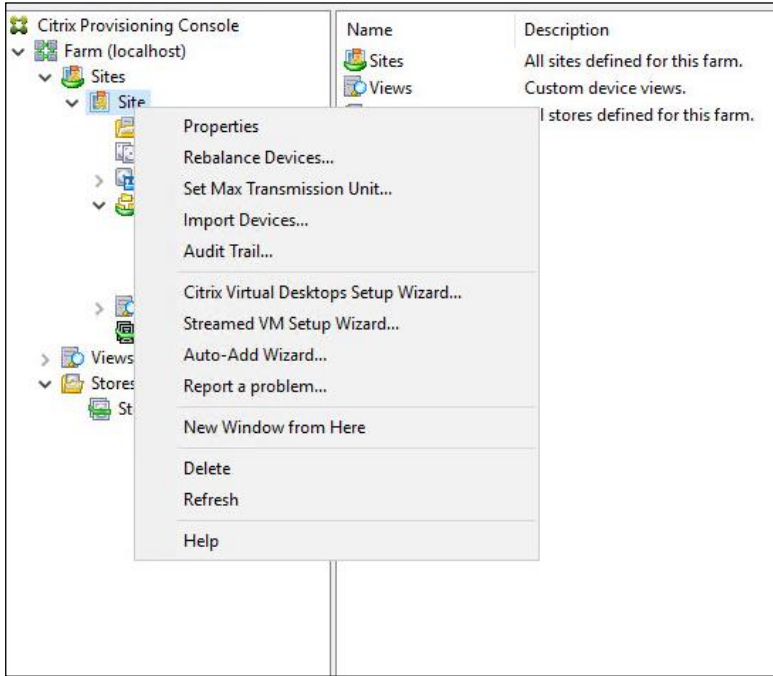 Citrix Provisioning Console
Farm (localhost)
Sites
Site
Views
Stores
St
Properties
Rebalance Devices...
Set Max Transmission Unit...
Import Devices...
Audit Trail...
Citrix Virtual Desktops Setup Wizard...
Streamed VM Setup Wizard...
Auto-Add Wizard...
Report a problem...
New Window from Here
Delete
Refresh
Help
Name Description
Sites All sites defined for this farm.
Views Custom device views.
stores defined for this farm.